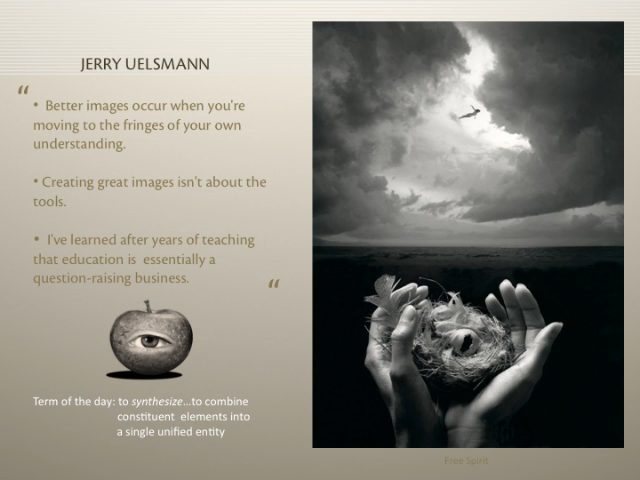 JERRY UELSMANN
“
• Better images occur when you're
moving to the fringes of your own
understanding.
• Creating great images isn't about the
tools.
• I've learned after years of teaching
that education is essentially a
question-raising business.
“
Term of the day: to synthesize...to combine
constituent elements into
a single unified entity
Free Spirit